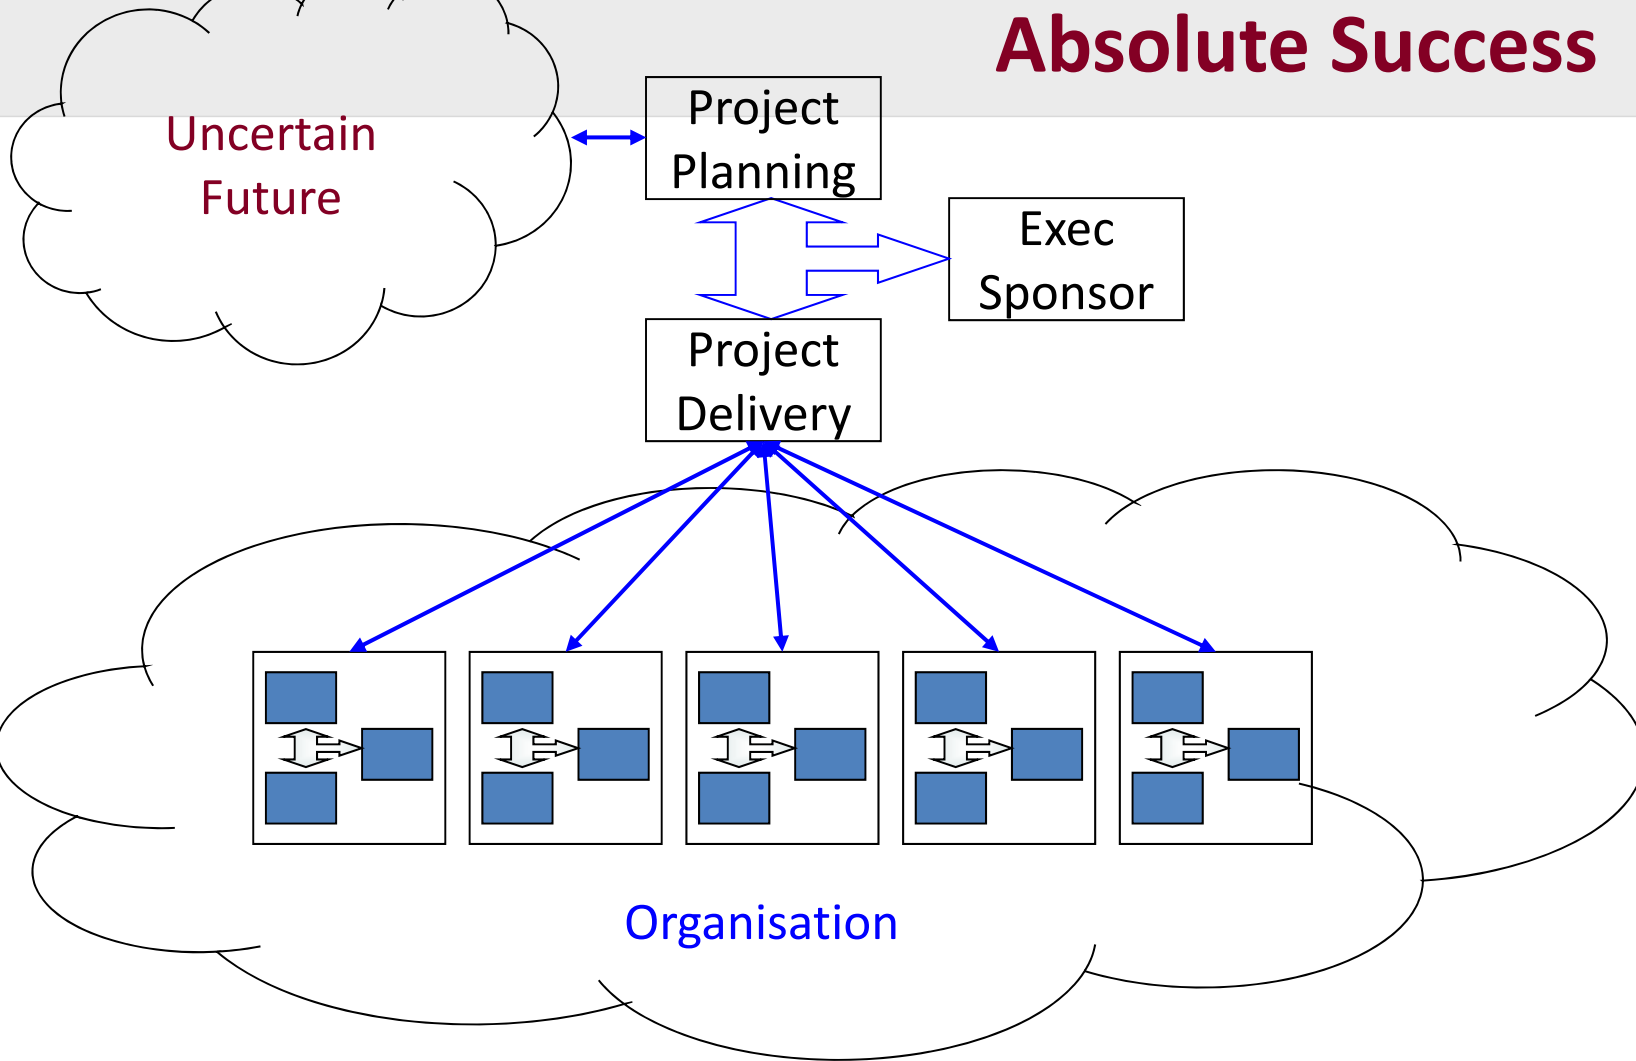 Absolute Success
Uncertain
Future
Project
Planning
Exec
Sponsor
Project
Delivery
Organisation